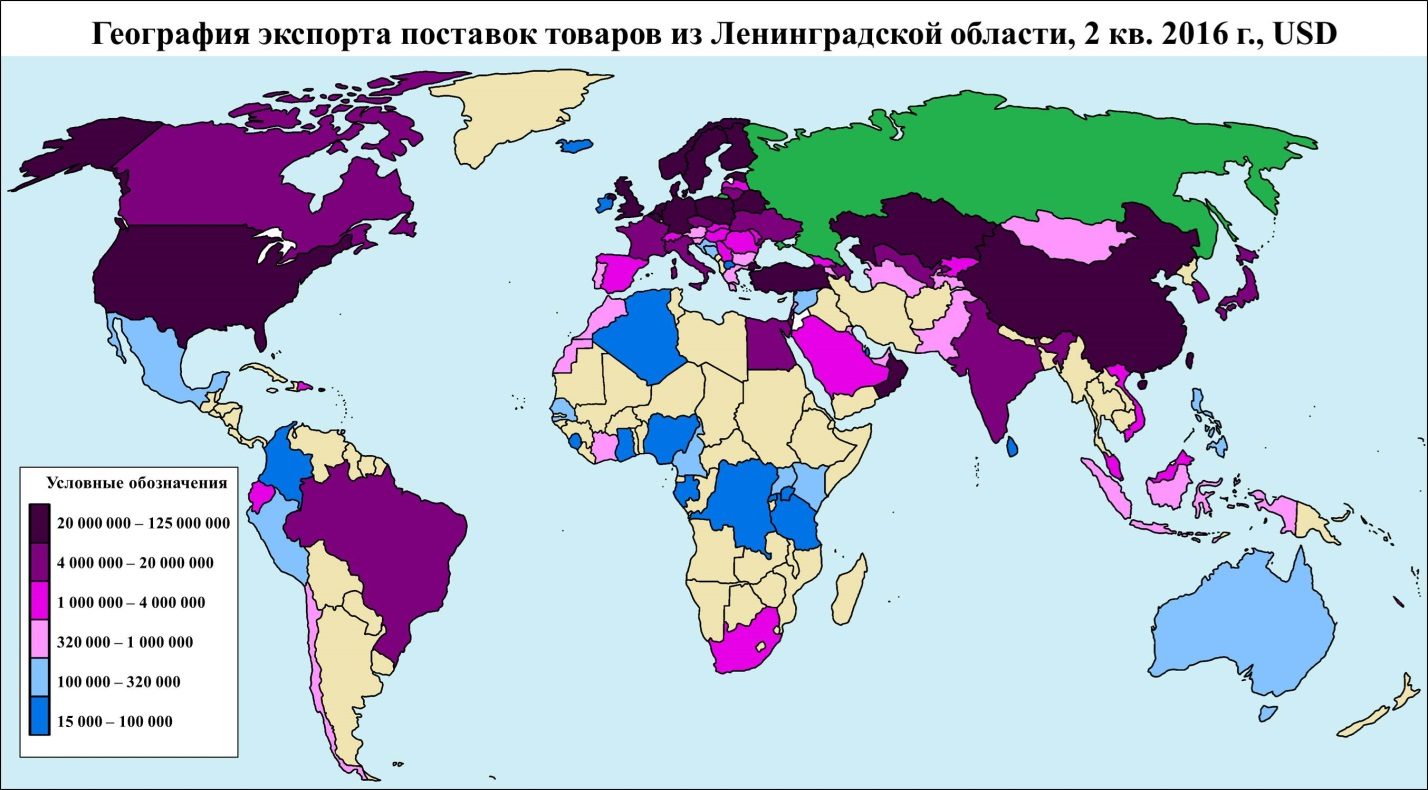 География экспорта поставок товаров из Ленинградской области, 2 кв. 2016 г., USD
Условные обозначения
20 000 000 – 125 000 000
4 000 000 – 20 000 000
1 000 000 – 4 000 000
320 000 – 1 000 000
100 000 – 320 000
15 000 – 100 000